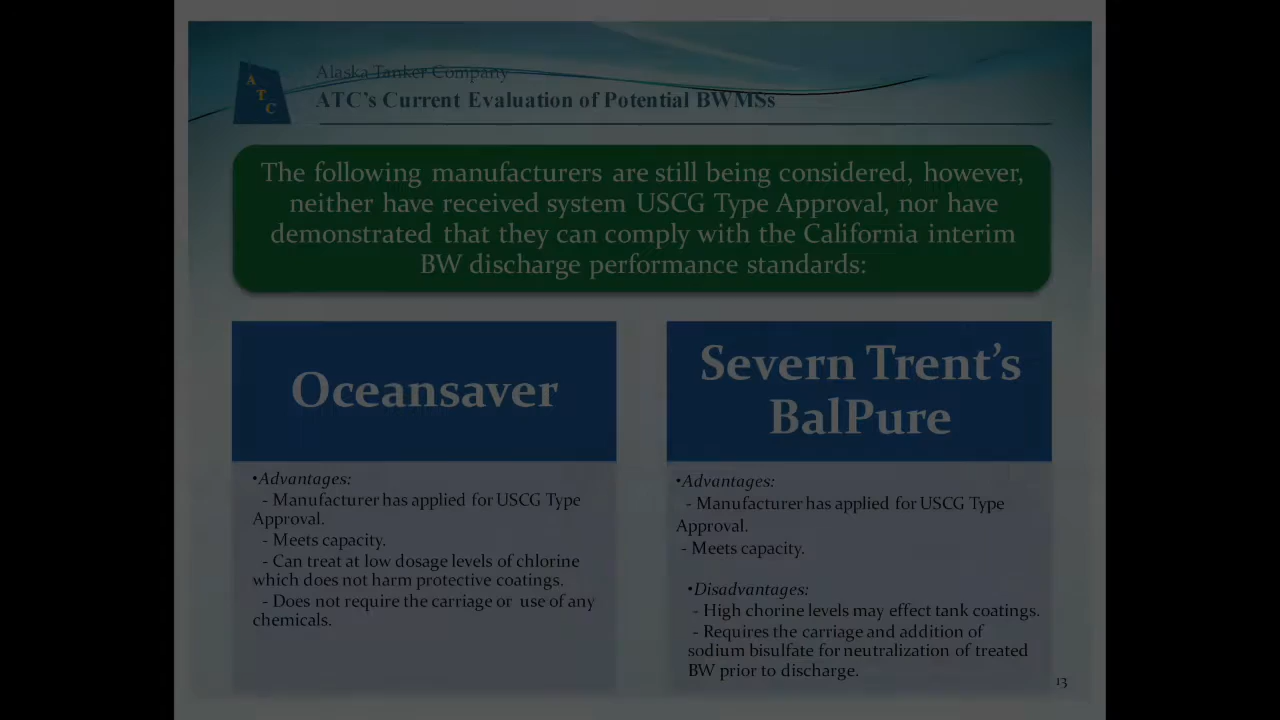 A
T
C
Alaska Tanker Company
ATC's Current Evaluation of Potential BWMSs
The following manufacturers are still being considered, however,
neither have received system USCG Type Approval, nor have
demonstrated that they can comply with the California interim
BW discharge performance standards:
Oceansaver
•Advantages:
- Manufacturer has applied for USCG Type
Approval.
- Meets capacity.
- Can treat at low dosage levels of chlorine
which does not harm protective coatings.
- Does not require the carriage or use of any
chemicals.
Severn Trent's
BalPure
•Advantages:
- Manufacturer has applied for USCG Type
Approval.
- Meets capacity.
•Disadvantages:
- High chorine levels may effect tank coatings.
- Requires the carriage and addition of
sodium bisulfate for neutralization of treated
BW prior to discharge.
13